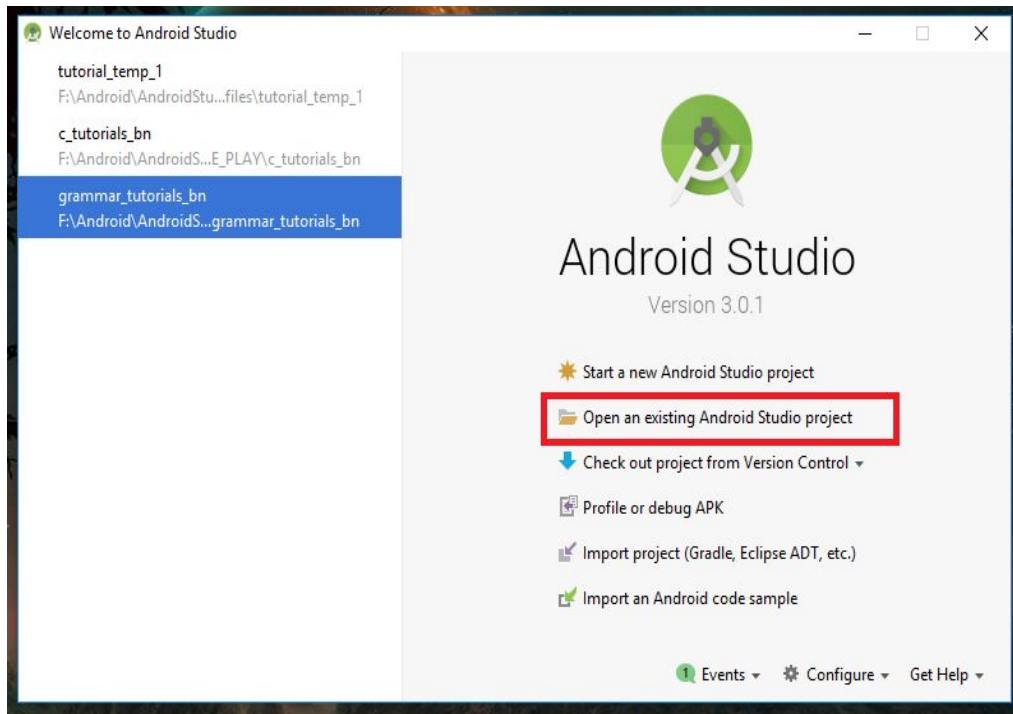 Welcome to Android Studio
tutorial_temp_1
F:\Android\AndroidStu...files\tutorial_temp_1
c_tutorials_bn
F:\Android\AndroidS...E_PLAY\c_tutorials_bn
grammar_tutorials_bn
F:\Android\AndroidS...grammar_tutorials_bn
Android Studio
Version 3.0.1
Start a new Android Studio project
Open an existing Android Studio project
Check out project from Version Control
Profile or debug APK
Import project (Gradle, Eclipse ADT, etc.)
Import an Android code sample
1 Events Configure Get Help